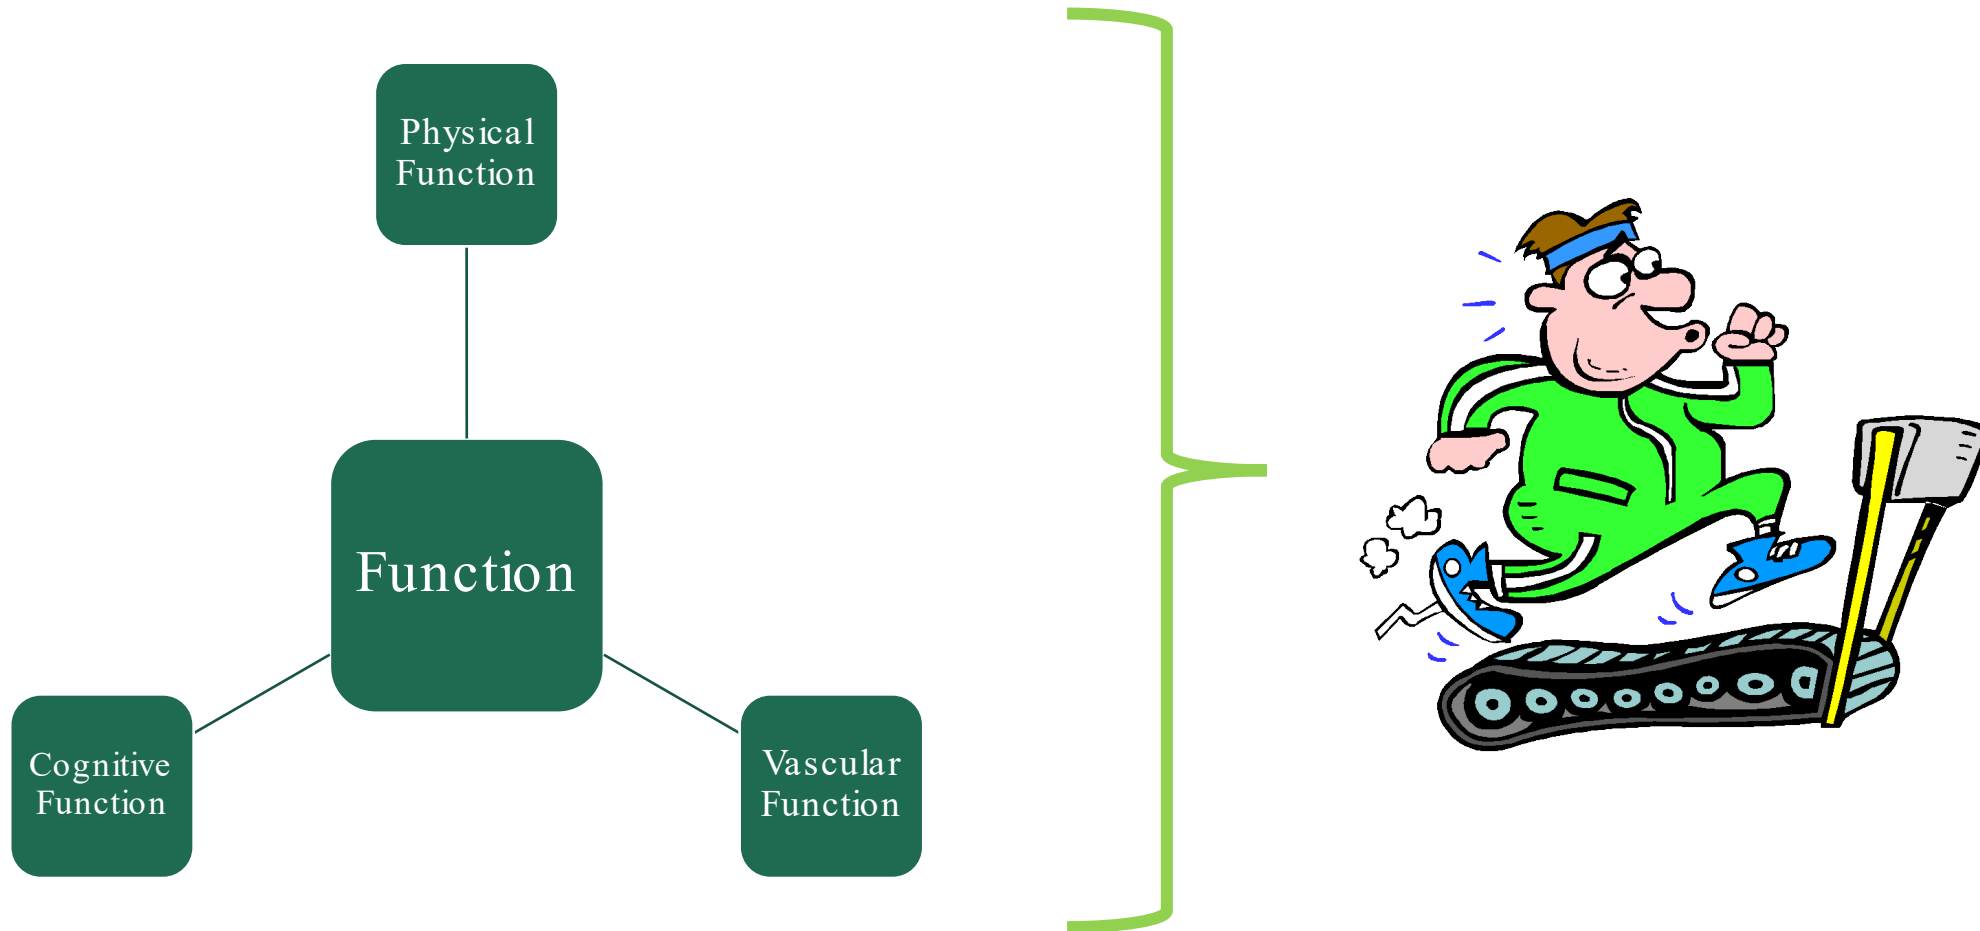 Physical
Function
Function
Cognitive
Function
Vascular
Function